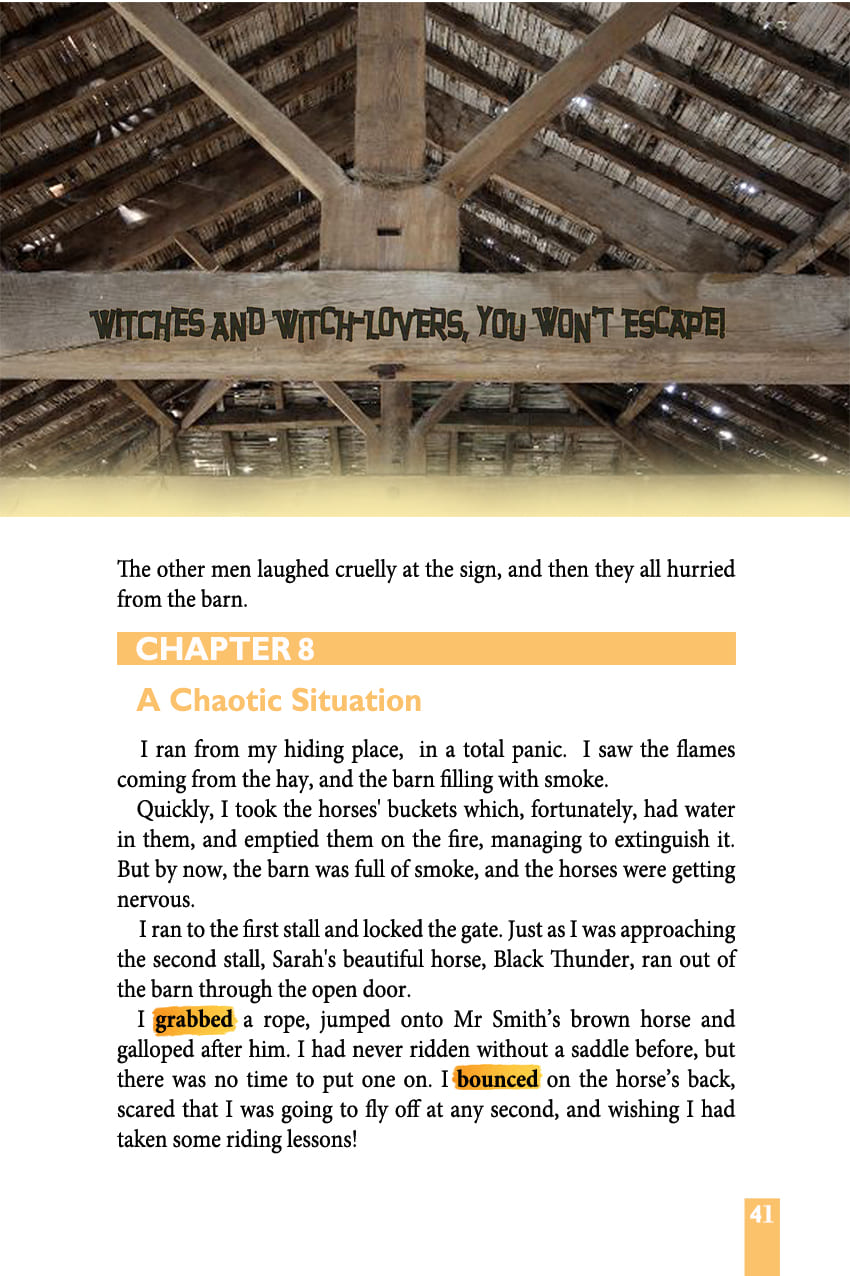 WITCHES AND WITCH-LOVERS, YOU WON'T ESCAPE!
The other men laughed cruelly at the sign, and then they all hurried
from the barn.
CHAPTER 8
A Chaotic Situation
I ran from my hiding place,  in a total panic.  I saw the flames
coming from the hay, and the barn filling with smoke.
Quickly, I took the horses' buckets which, fortunately, had water
in them, and emptied them on the fire, managing to extinguish it.
But by now, the barn was full of smoke, and the horses were getting
nervous.
I ran to the first stall and locked the gate. Just as I was approaching
the second stall, Sarah's beautiful horse, Black Thunder, ran out of
the barn through the open door.
I grabbed a rope, jumped onto Mr Smith’s brown horse and
galloped after him. I had never ridden without a saddle before, but
there was no time to put one on. I bounced on the horse’s back,
scared that I was going to fly off at any second, and wishing I had
taken some riding lessons!
41